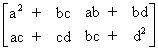 a² + bc ab + bd
ac + cd bc + d²